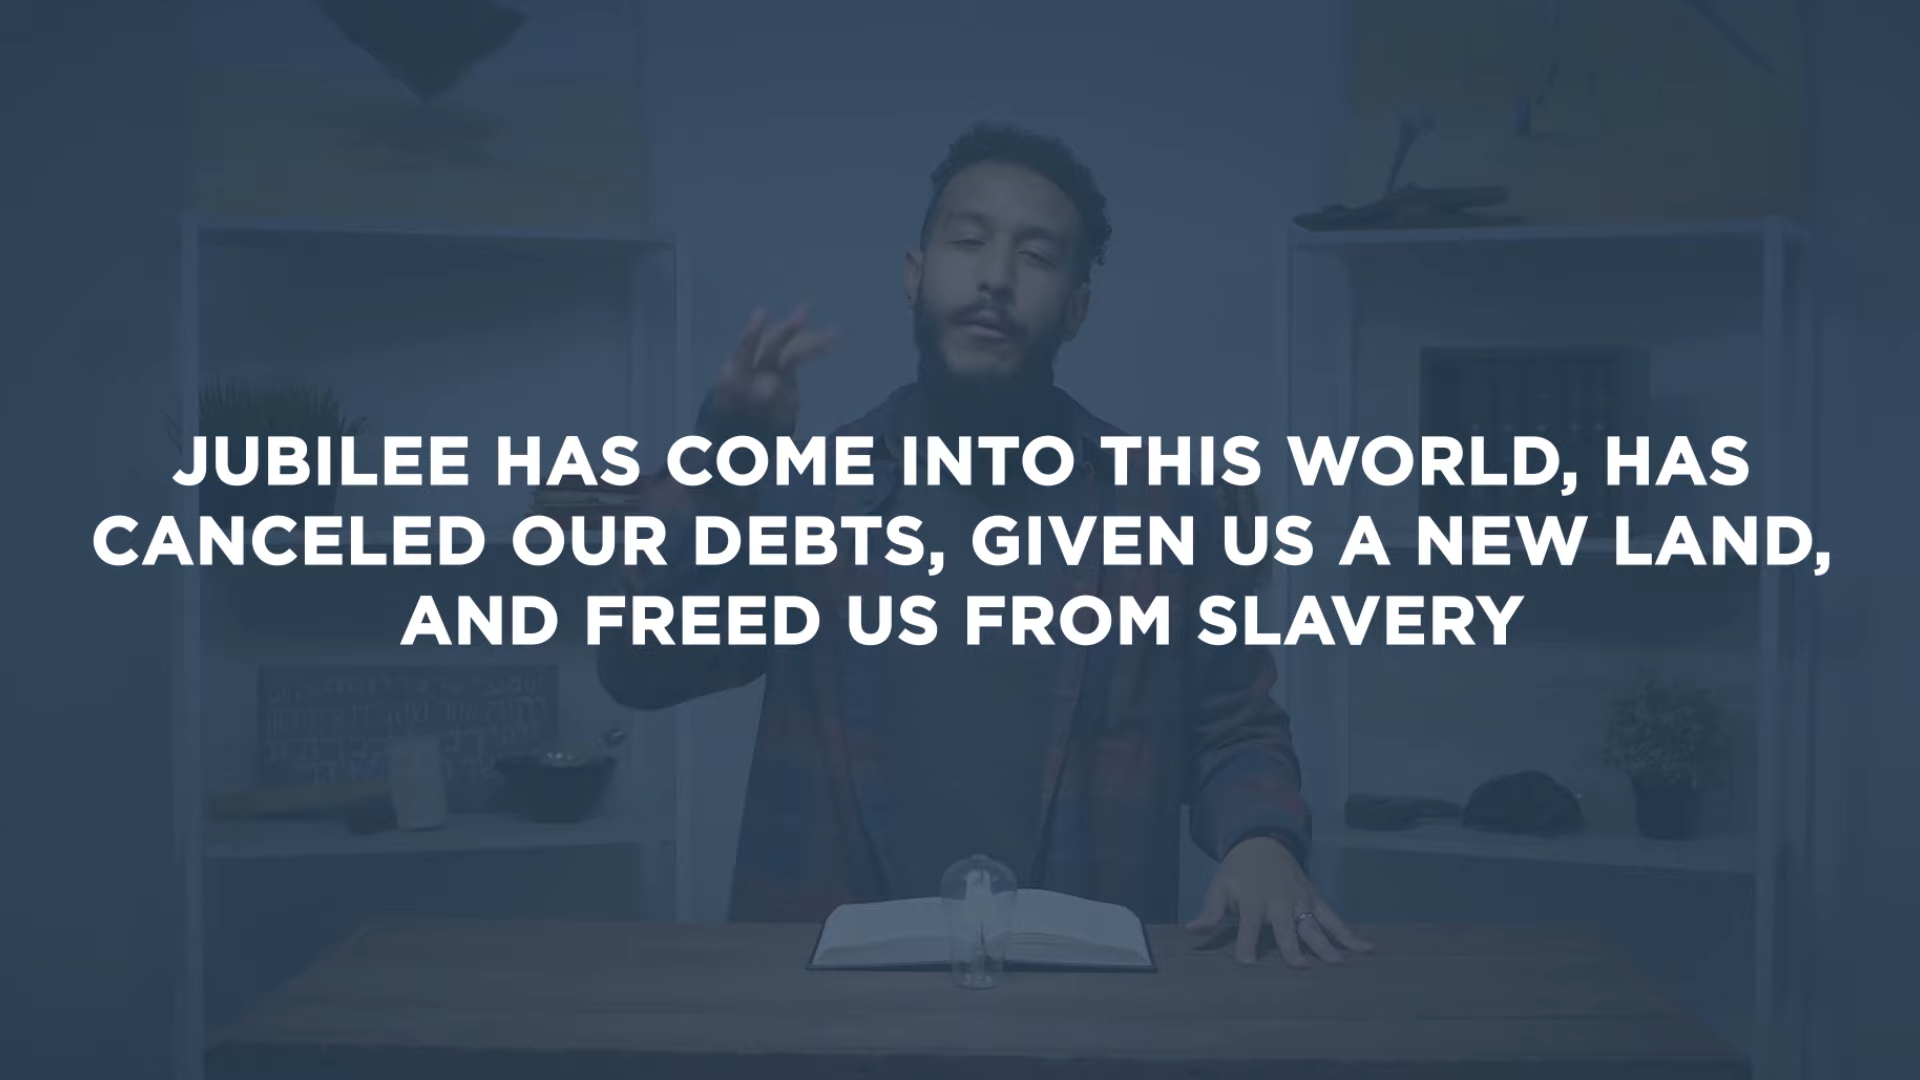 JUBILEE HAS COME INTO THIS WORLD, HAS
CANCELED OUR DEBTS, GIVEN US A NEW LAND,
AND FREED US FROM SLAVERY